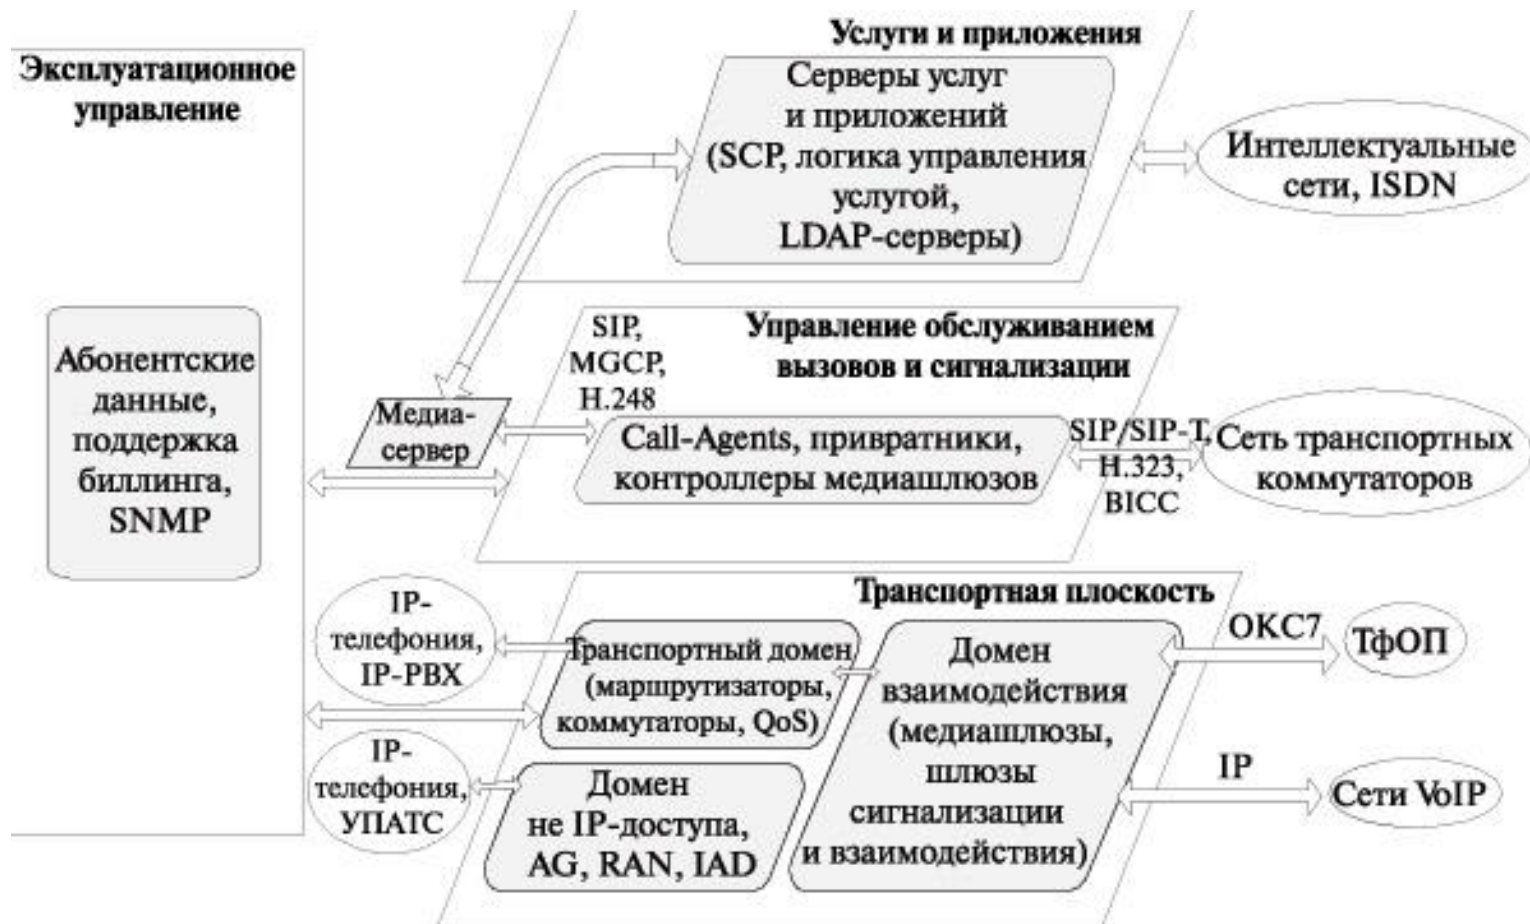 Эксплуатационное
управление
Абонентские
данные,
поддержка
биллинга,
SNMP
Услуги и приложения
Серверы услуг
и приложений
(SCP, логика управления
услугой,
LDAP-серверы)
Интеллектуальные
сети, ISDN
Медиа-
сервер
SIP,
MGCP,
H.248
Управление обслуживанием
вызовов и сигнализации
Call-Agents, привратники,
контроллеры медиашлюзов
SIP/SIP-T,
H.323,
BICC
Сеть транспортных
коммутаторов
Транспортная плоскость
IP-
телефония,
IP-PBX
Транспортный домен
(маршрутизаторы,
коммутаторы, QoS)
IP-
телефония,
УПАТС
Домен
не IP-доступа,
AG, RAN, IAD
Домен
взаимодействия
(медиашлюзы,
шлюзы
сигнализации
и взаимодействия)
ОКС7
ТфОП
IP
Сети VoIP